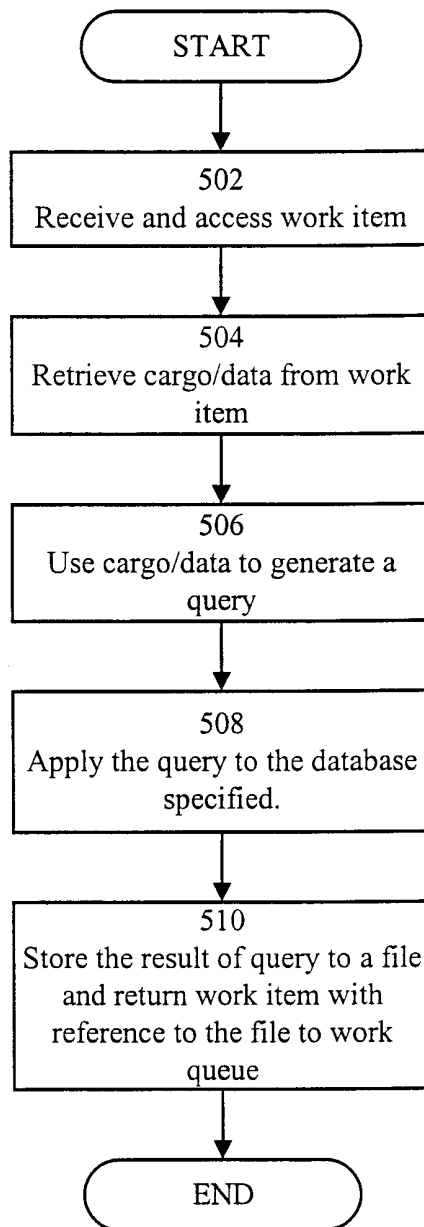 START
502
Receive and access work item
504
Retrieve cargo/data from work
item
506
Use cargo/data to generate a
query
508
Apply the query to the database
specified.
510
Store the result of query to a file
and return work item with
reference to the file to work
queue
END